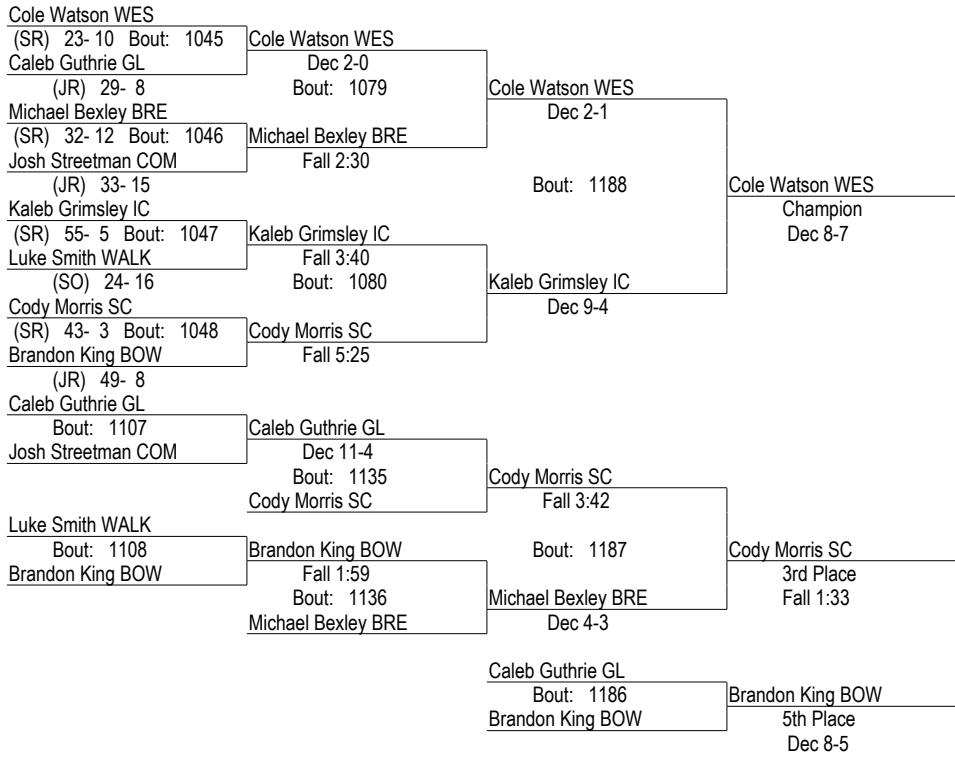 Cole Watson WES
(SR) 23- 10 Bout: 1045 Cole Watson WES
Caleb Guthrie GL Dec 2-0
(JR) 29- 8 Bout: 1079 Cole Watson WES
Michael Bexley BRE Dec 2-1
(SR) 32- 12 Bout: 1046 Michael Bexley BRE
Josh Streetman COM Fall 2:30
(JR) 33- 15 Bout: 1188 Cole Watson WES
Kaleb Grimsley IC Champion
(SR) 55- 5 Bout: 1047 Kaleb Grimsley IC Dec 8-7
Luke Smith WALK Fall 3:40
(SO) 24- 16 Bout: 1080 Kaleb Grimsley IC
Cody Morris SC Dec 9-4
(SR) 43- 3 Bout: 1048 Cody Morris SC
Brandon King BOW Fall 5:25
(JR) 49- 8
Caleb Guthrie GL
Bout: 1107 Caleb Guthrie GL
Josh Streetman COM Dec 11-4
Bout: 1135 Cody Morris SC
Cody Morris SC Fall 3:42
Luke Smith WALK
Bout: 1108 Brandon King BOW Bout: 1187 Cody Morris SC
Brandon King BOW Fall 1:59 3rd Place
Bout: 1136 Michael Bexley BRE Fall 1:33
Michael Bexley BRE Dec 4-3
Caleb Guthrie GL
Bout: 1186 Brandon King BOW
Brandon King BOW 5th Place
Dec 8-5